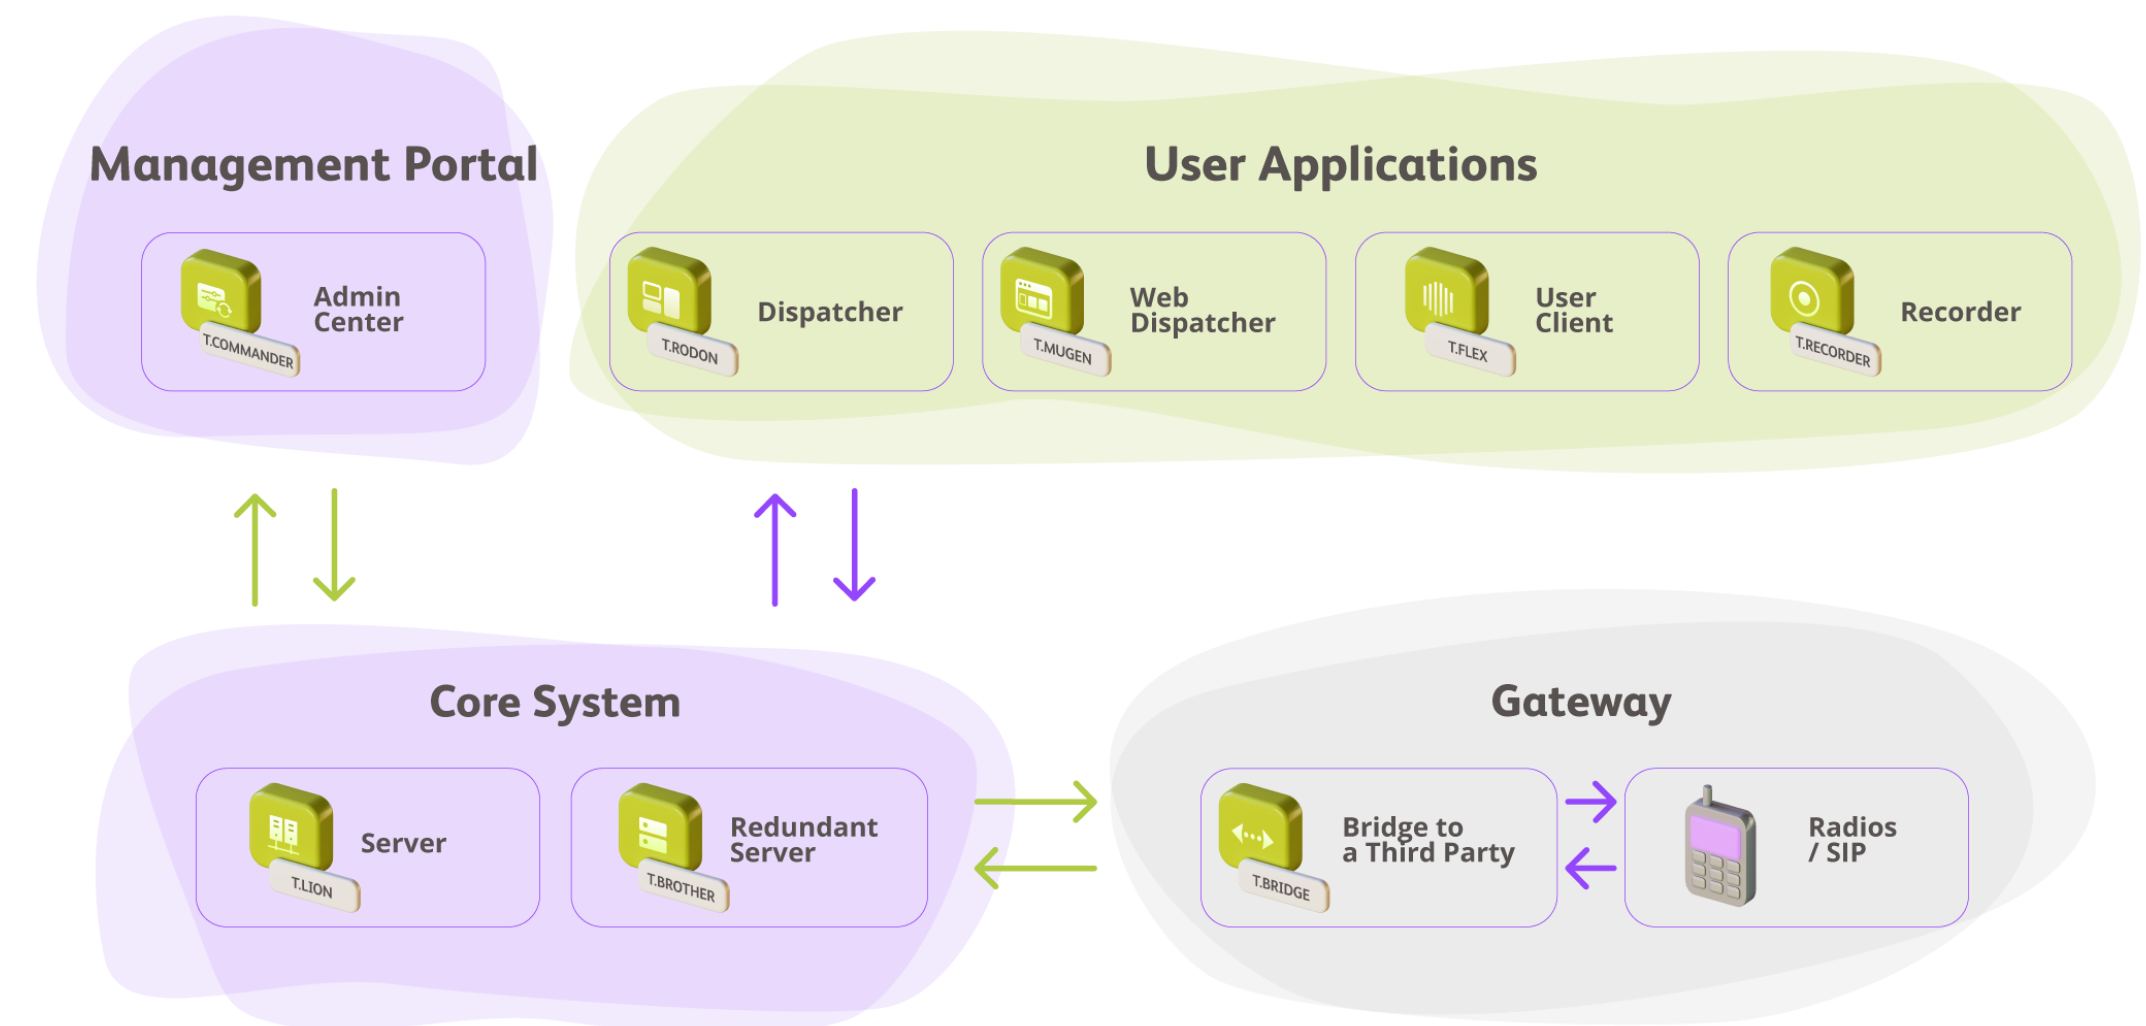 Management Portal
User Applications
Admin
Center
T.COMMANDER
Dispatcher
T.RODON
Web
Dispatcher
T.MUGEN
User
Client
T.FLEX
Recorder
T.RECORDER
Core System
Gateway
Server
T.LION
Redundant
Server
T.BROTHER
Bridge to
a Third Party
T.BRIDGE
Radios
/ SIP